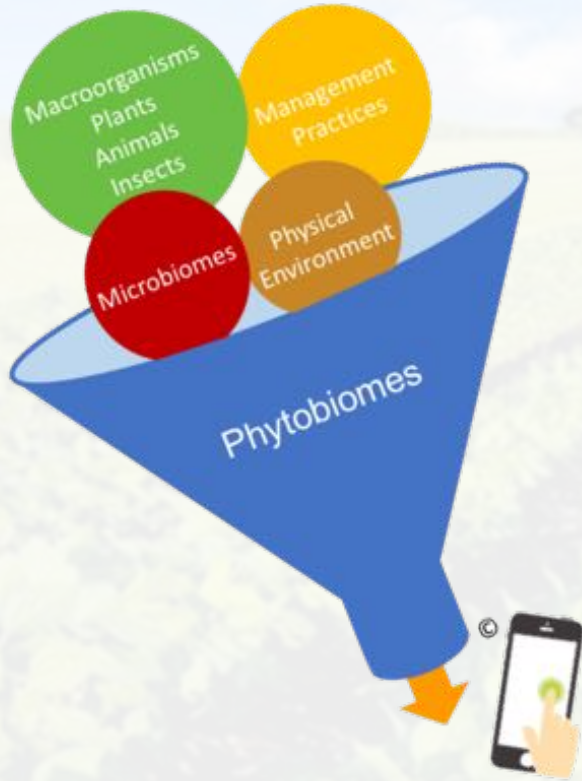 Macroorganisms
Plants
Animals
Insects
Management
Practices
Microbiomes
Physical
Environment
Phytobiomes
©